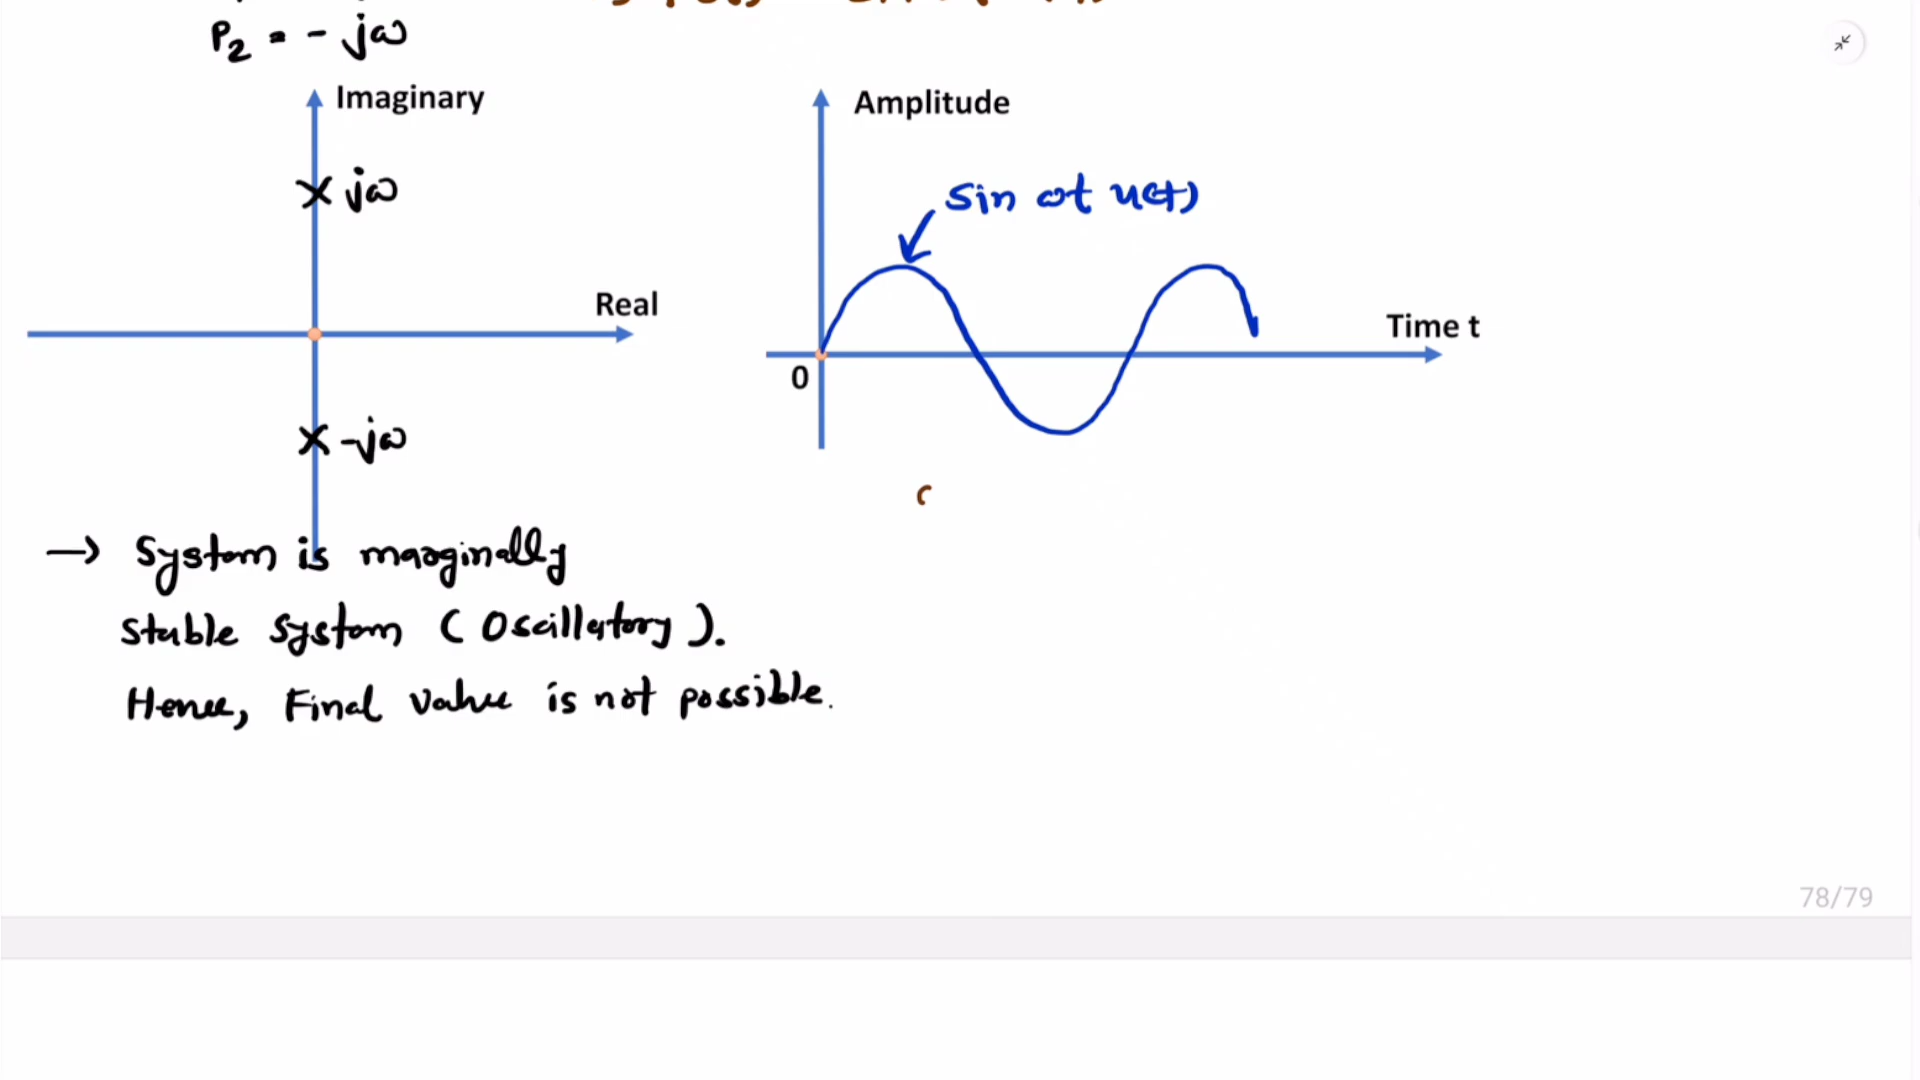 P2 = - jω
Imaginary
Amplitude
jω
Sin ωt u(t)
Real
Time t
0
-jω
→ System is marginally
stable system (Oscillatory).
Hence, Final value is not possible.
78/79